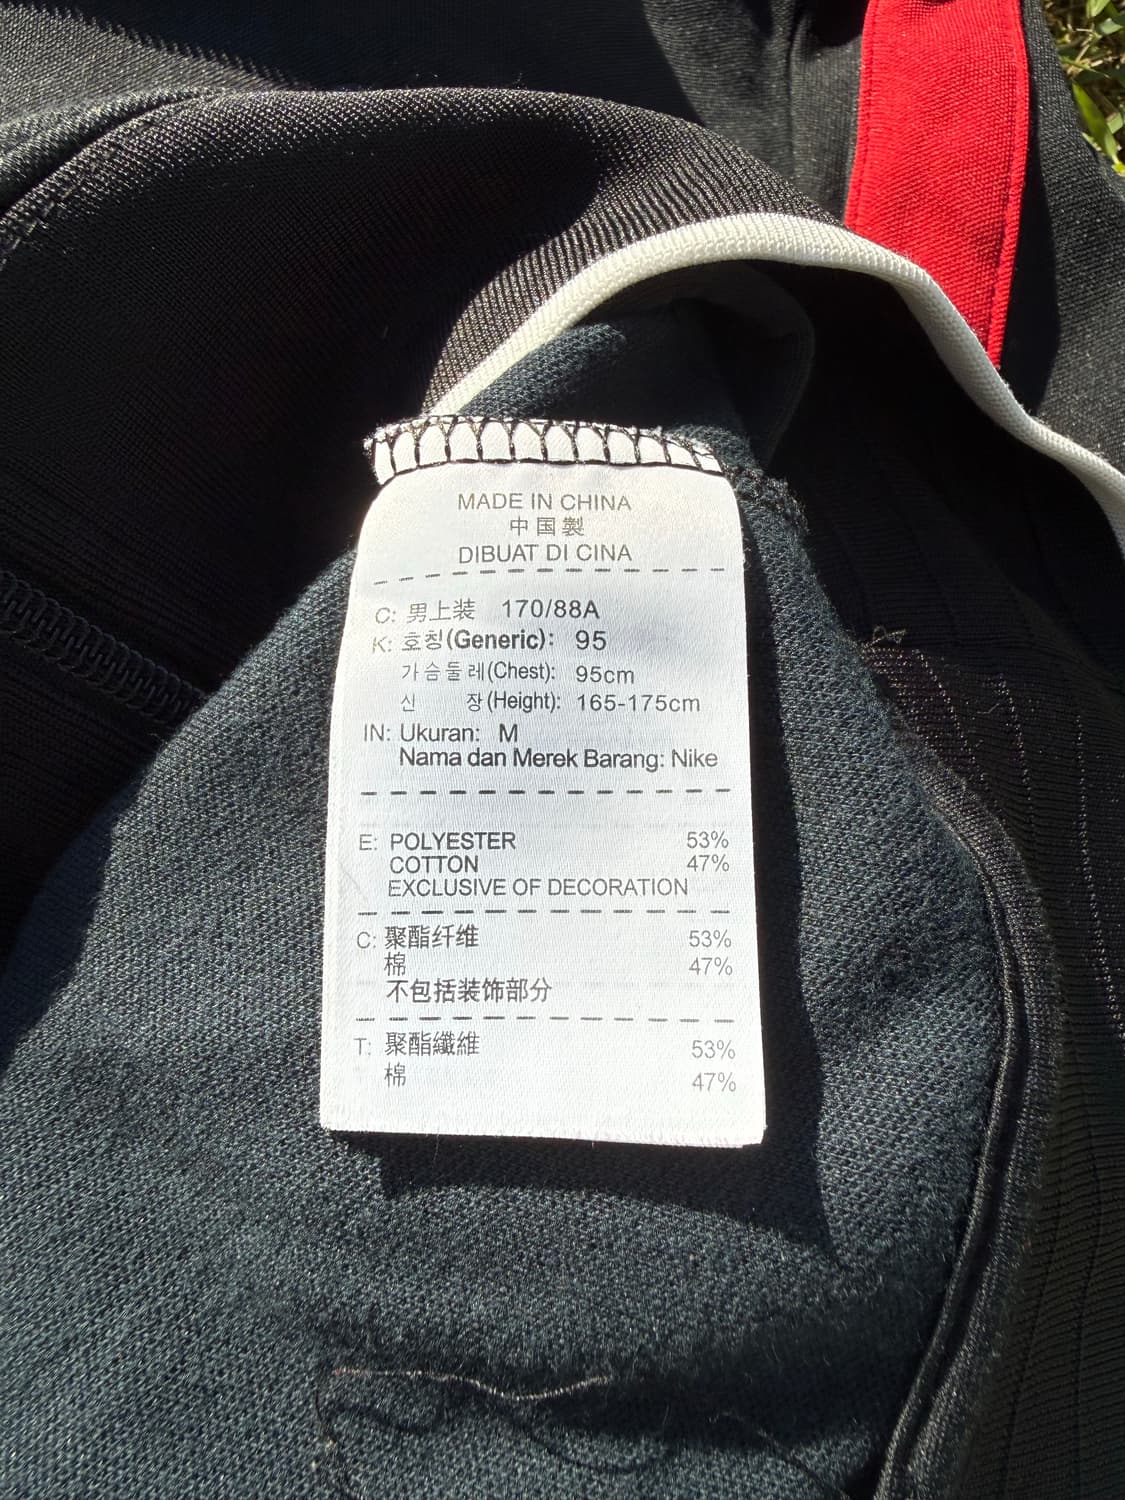 MADE IN CHINA
中国製
DIBUAT DI CINA
C: 男上装 170/88A
K: 호칭(Generic): 95
가슴둘레(Chest): 95cm
신 장(Height): 165-175cm
IN: Ukuran: M
Nama dan Merek Barang: Nike
E: POLYESTER 53%
COTTON 47%
EXCLUSIVE OF DECORATION
C: 聚酯纤维 53%
棉 47%
不包括装饰部分
T: 聚酯纖維 53%
棉 47%